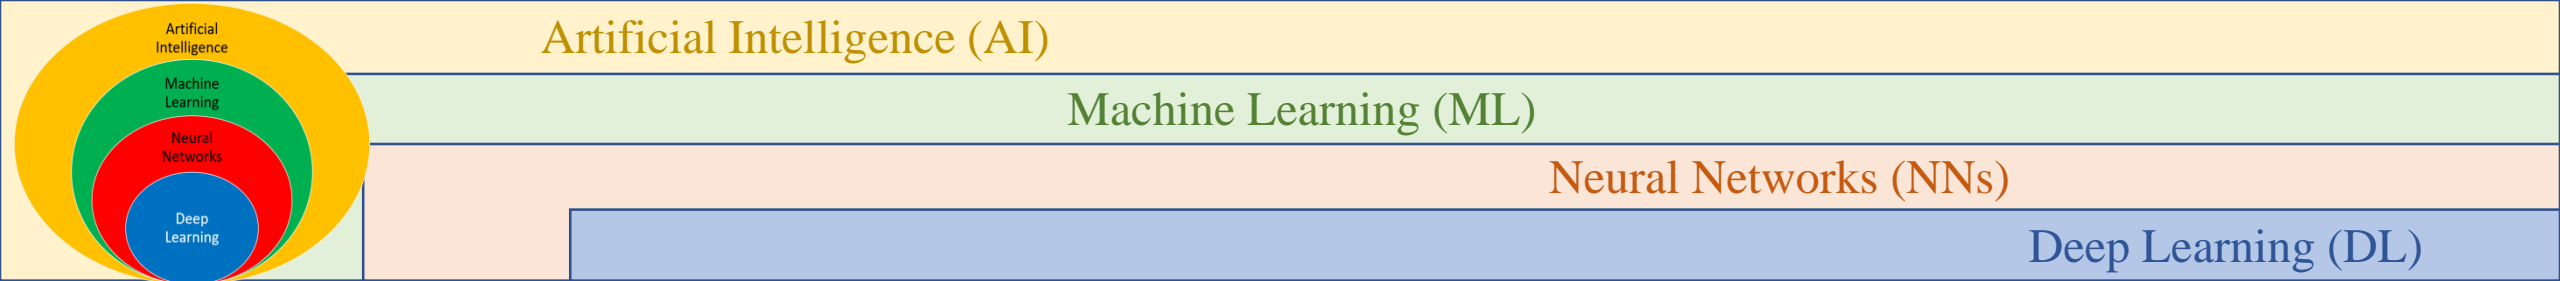 Artificial
Intelligence
Machine
Learning
Neural
Networks
Deep
Learning
Artificial Intelligence (AI)
Machine Learning (ML)
Neural Networks (NNs)
Deep Learning (DL)